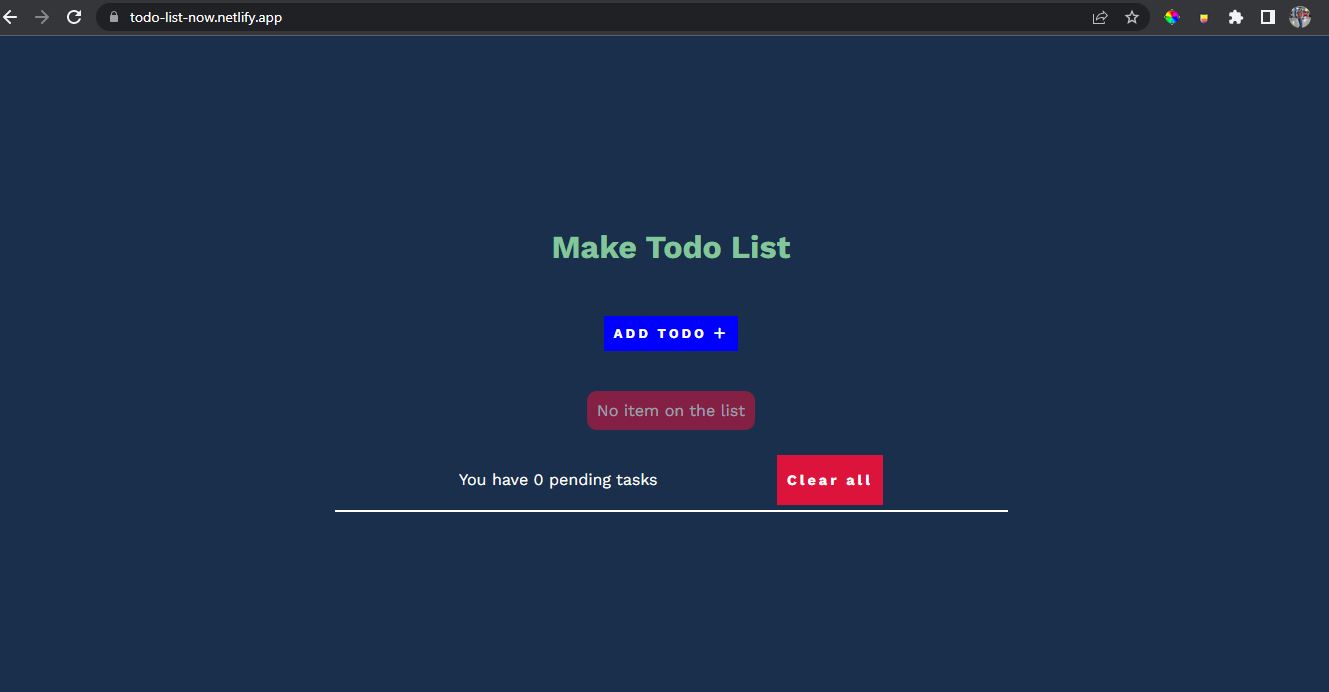 todo-list-now.netlify.app
Make Todo List
ADD TODO +
No item on the list
You have 0 pending tasks
Clear all